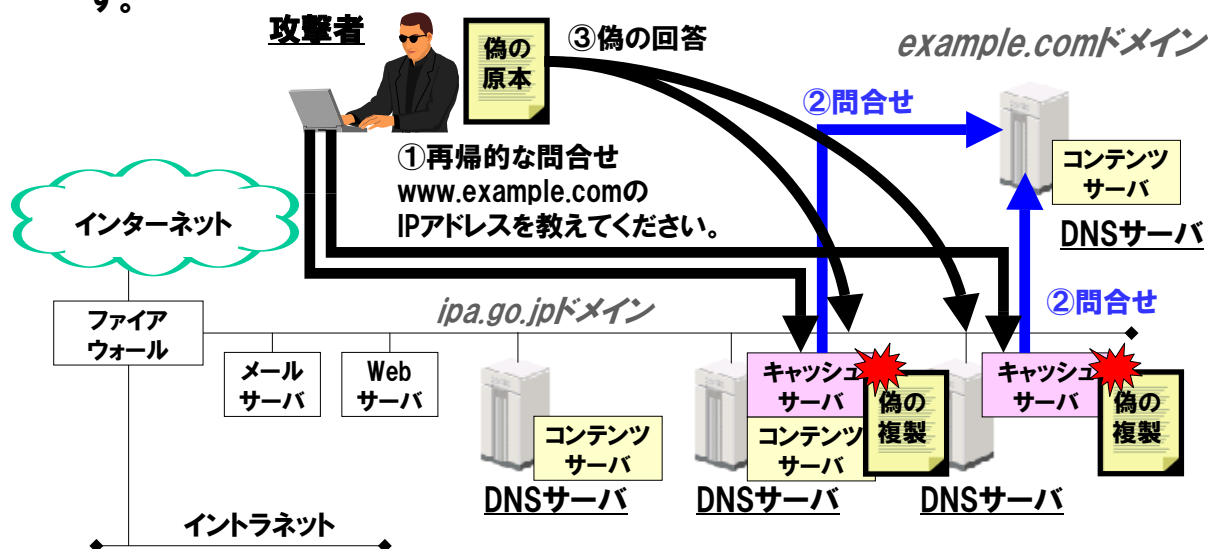 す。
攻撃者
偽の
原本
③偽の回答
example.comドメイン
②問合せ
①再帰的な問合せ
www.example.comの
IPアドレスを教えてください。
コンテンツ
サーバ
DNSサーバ
インターネット
②問合せ
ipa.go.jpドメイン
ファイア
ウォール
メール
サーバ
Web
サーバ
コンテンツ
サーバ
DNSサーバ
キャッシュ
サーバ
コンテンツ
サーバ
偽の
複製
DNSサーバ
キャッシュ
サーバ
偽の
複製
DNSサーバ
イントラネット